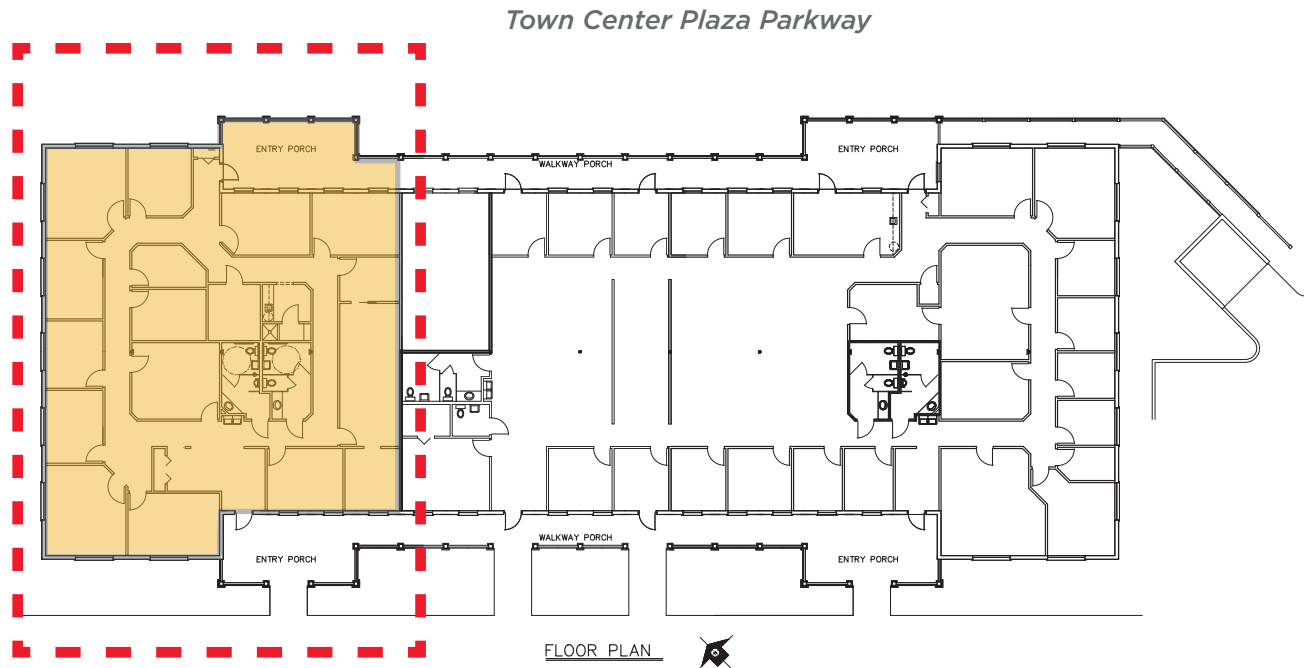 Town Center Plaza Parkway
ENTRY PORCH
ENTRY PORCH
WALKWAY PORCH
WALKWAY PORCH
ENTRY PORCH
ENTRY PORCH
FLOOR PLAN